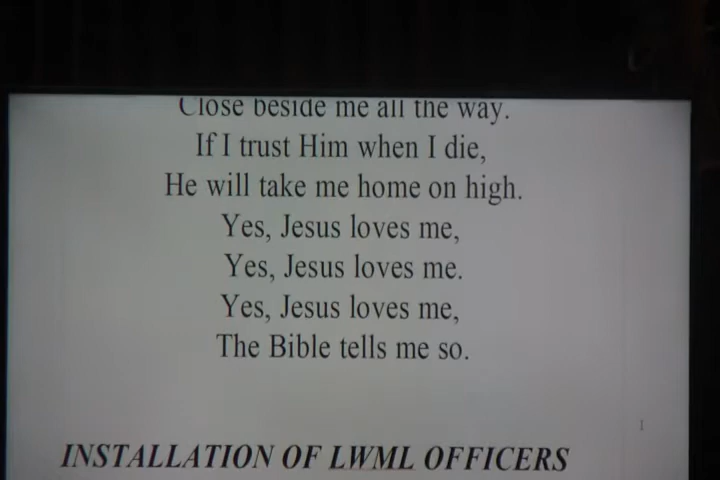 Close beside me all the way.
If I trust Him when I die,
He will take me home on high.
Yes, Jesus loves me,
Yes, Jesus loves me.
Yes, Jesus loves me,
The Bible tells me so.
1
INSTALLATION OF LWML OFFICERS